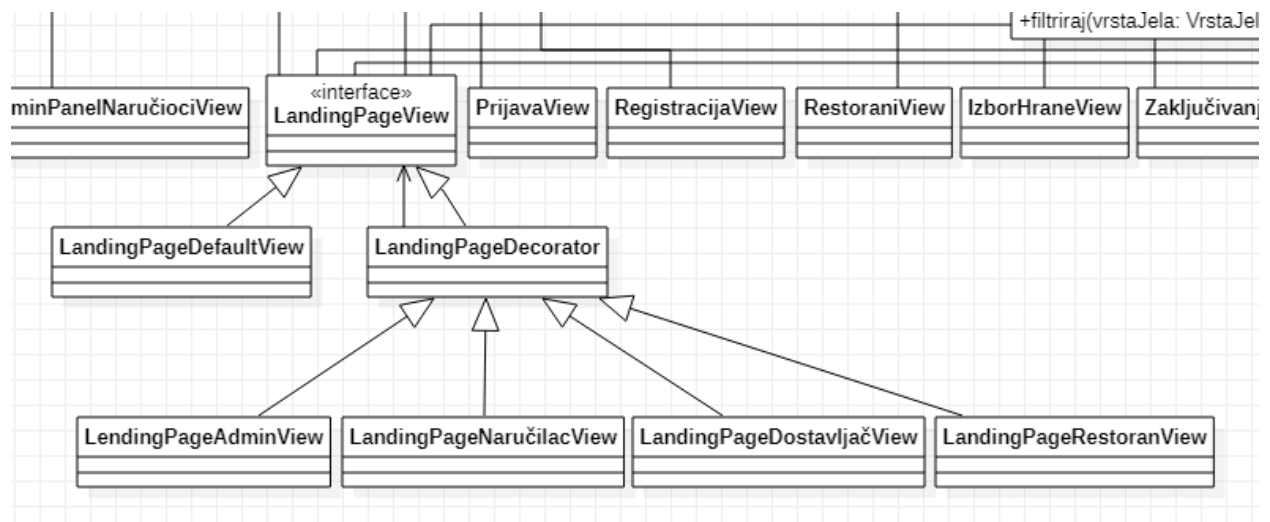 +filtriraj(vrstaJela: VrstaJel
minPanelNaručiociView
«interface»
LandingPageView
PrijavaView
RegistracijaView
RestoraniView
IzborHraneView
Zaključivanj
LandingPageDefaultView
LandingPageDecorator
LendingPageAdminView
LandingPageNaručilacView
LandingPageDostavljačView
LandingPageRestoranView